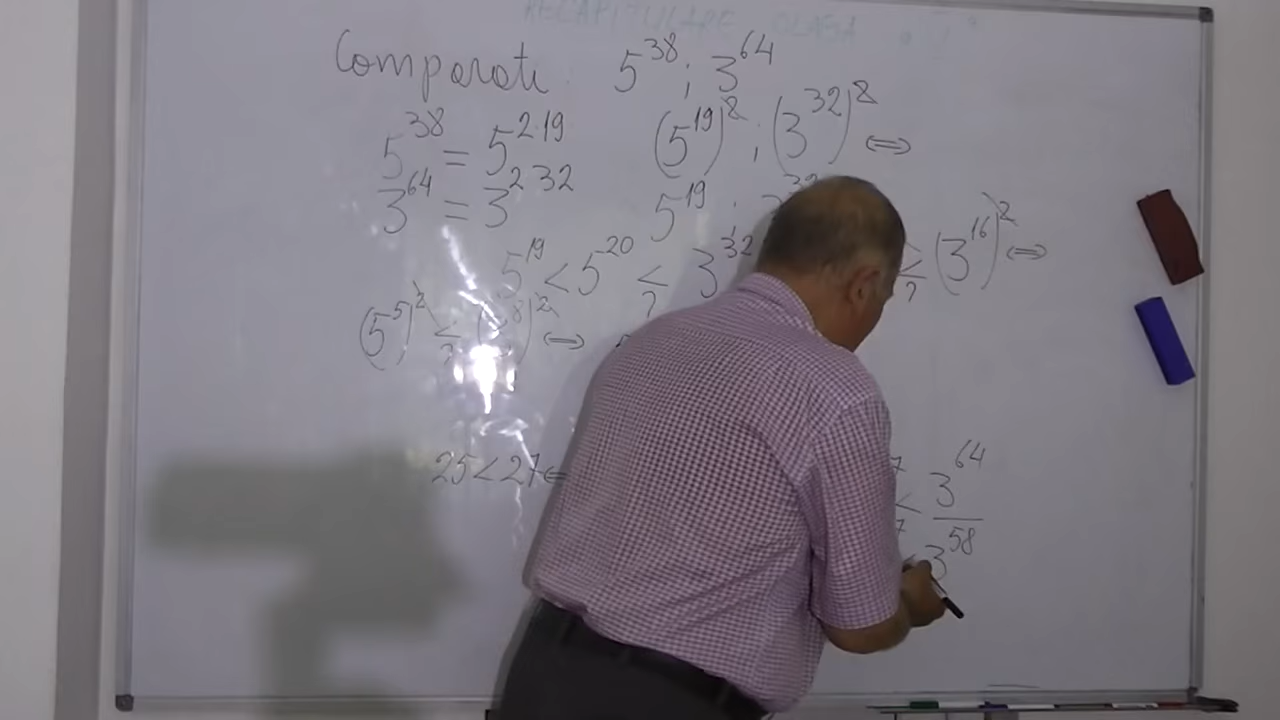 RECAPITULARE CLASA
Comparati 5^38 ; 3^64
5^38 = 5^2·19 (5^19)^2 ; (3^32)^2 ⇔
3^64 = 3^2·32 5^19 ; 32
5^19 < 5^20 <? 3^32 <? (3^16)^2 ⇔
(5^5)^2 <? ( 8)^2 ⇔
25 < 27 ⇐ 7 < 3^64
7 3^58
3